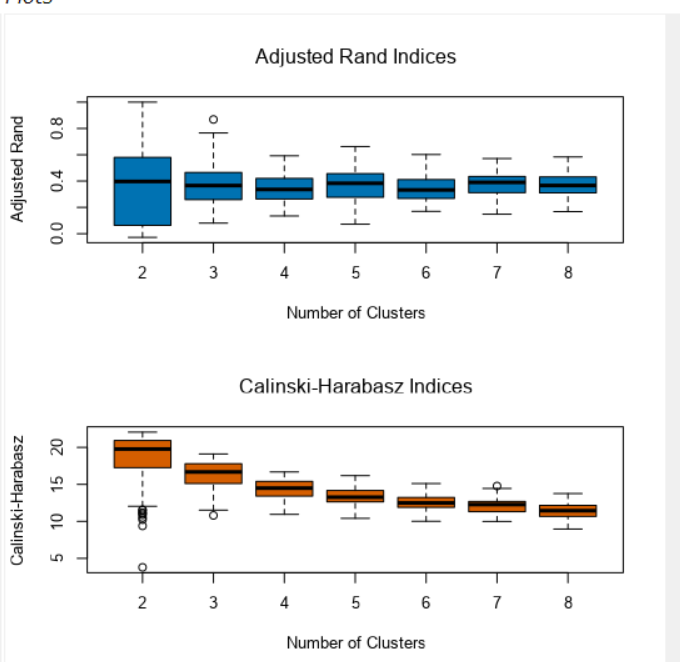 Plots
Adjusted Rand Indices
Adjusted Rand
0.0 0.4 0.8
2 3 4 5 6 7 8
Number of Clusters
Calinski-Harabasz Indices
Calinski-Harabasz
5 10 15 20
2 3 4 5 6 7 8
Number of Clusters